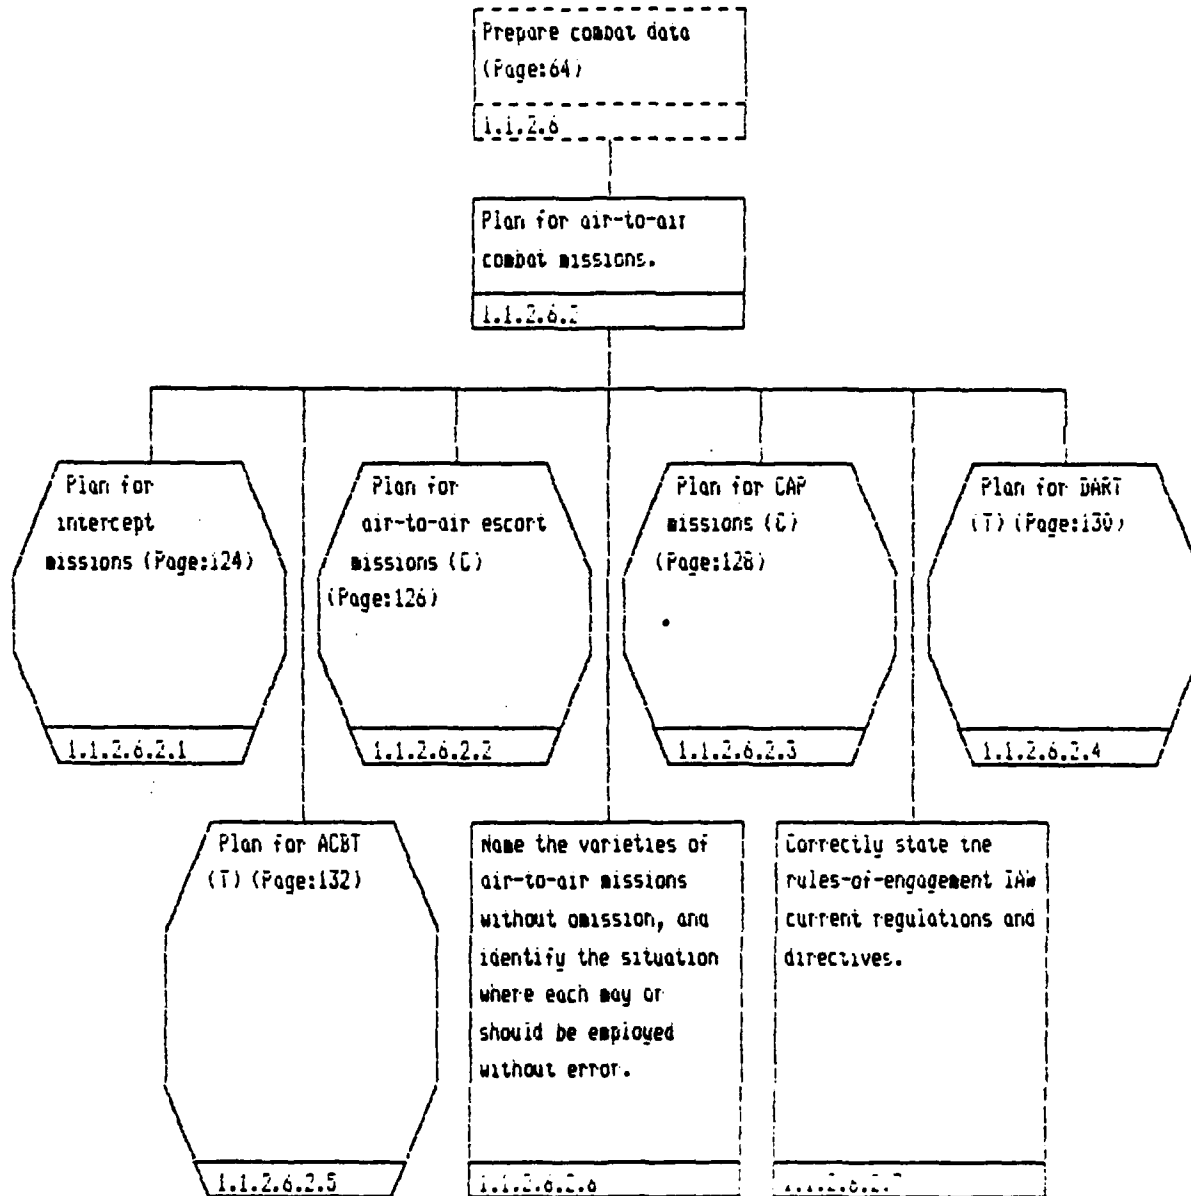 Prepare combat data
(Page:64)
1.1.2.6
Plan for air-to-air
combat missions.
1.1.2.6.2
Plan for
intercept
missions (Page:124)
1.1.2.6.2.1
Plan for
air-to-air escort
missions (C)
(Page:126)
1.1.2.6.2.2
Plan for CAP
missions (C)
(Page:128)
1.1.2.6.2.3
Plan for DART
(T) (Page:130)
1.1.2.6.2.4
Plan for ACBT
(T) (Page:132)
1.1.2.6.2.5
Name the varieties of
air-to-air missions
without omission, and
identify the situation
where each may or
should be employed
without error.
1.1.2.6.2.6
Correctly state the
rules-of-engagement IAW
current regulations and
directives.
1.1.2.6.2.7